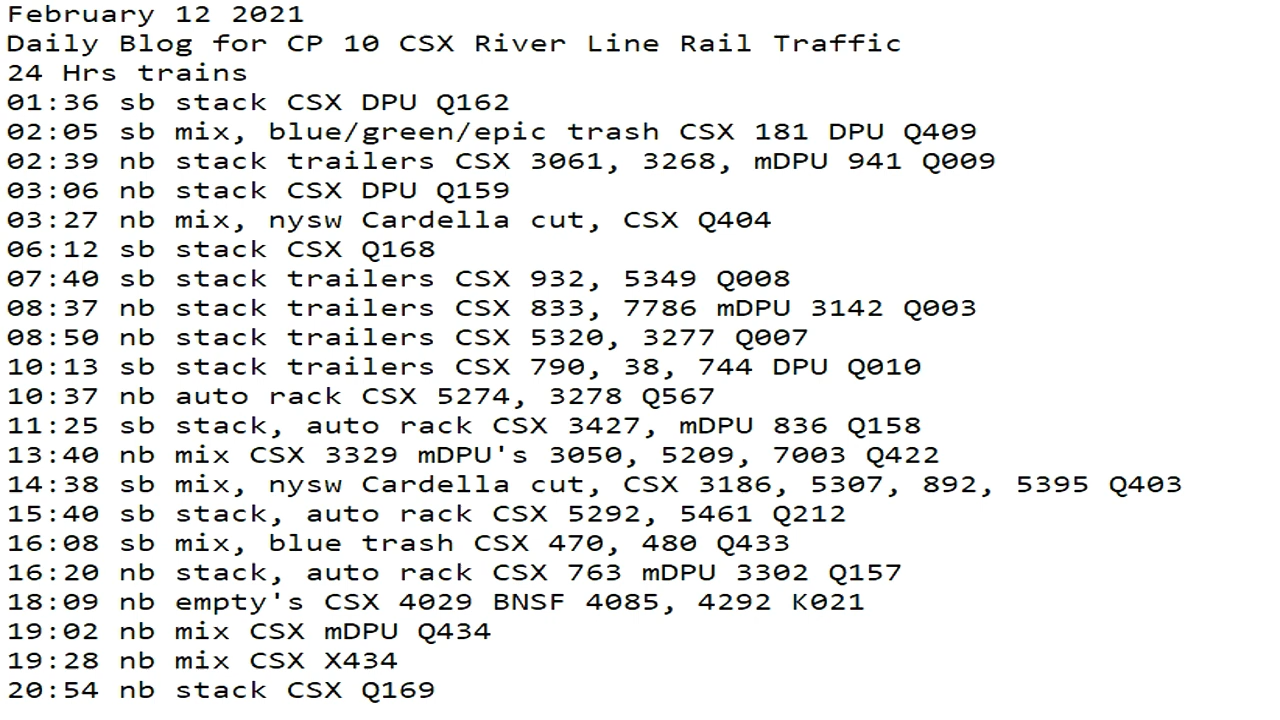 February 12 2021
Daily Blog for CP 10 CSX River Line Rail Traffic
24 Hrs trains
01:36 sb stack CSX DPU Q162
02:05 sb mix, blue/green/epic trash CSX 181 DPU Q409
02:39 nb stack trailers CSX 3061, 3268, mDPU 941 Q009
03:06 nb stack CSX DPU Q159
03:27 nb mix, nysw Cardella cut, CSX Q404
06:12 sb stack CSX Q168
07:40 sb stack trailers CSX 932, 5349 Q008
08:37 nb stack trailers CSX 833, 7786 mDPU 3142 Q003
08:50 nb stack trailers CSX 5320, 3277 Q007
10:13 sb stack trailers CSX 790, 38, 744 DPU Q010
10:37 nb auto rack CSX 5274, 3278 Q567
11:25 sb stack, auto rack CSX 3427, mDPU 836 Q158
13:40 nb mix CSX 3329 mDPU's 3050, 5209, 7003 Q422
14:38 sb mix, nysw Cardella cut, CSX 3186, 5307, 892, 5395 Q403
15:40 sb stack, auto rack CSX 5292, 5461 Q212
16:08 sb mix, blue trash CSX 470, 480 Q433
16:20 nb stack, auto rack CSX 763 mDPU 3302 Q157
18:09 nb empty's CSX 4029 BNSF 4085, 4292 K021
19:02 nb mix CSX mDPU Q434
19:28 nb mix CSX X434
20:54 nb stack CSX Q169